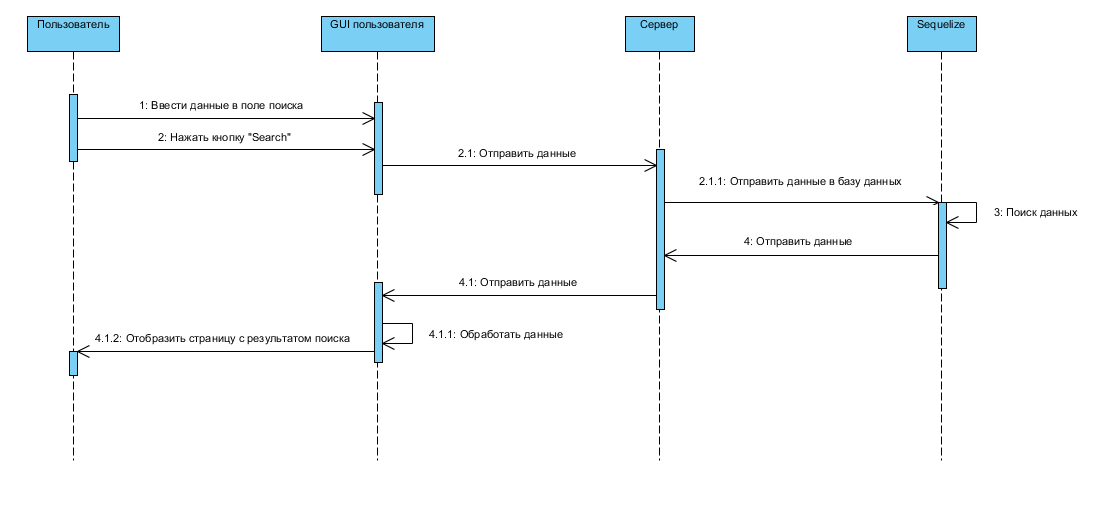 Пользователь
GUI пользователя
Сервер
Sequelize
1: Ввести данные в поле поиска
2: Нажать кнопку "Search"
2.1: Отправить данные
2.1.1: Отправить данные в базу данных
3: Поиск данных
4: Отправить данные
4.1: Отправить данные
4.1.1: Обработать данные
4.1.2: Отобразить страницу с результатом поиска